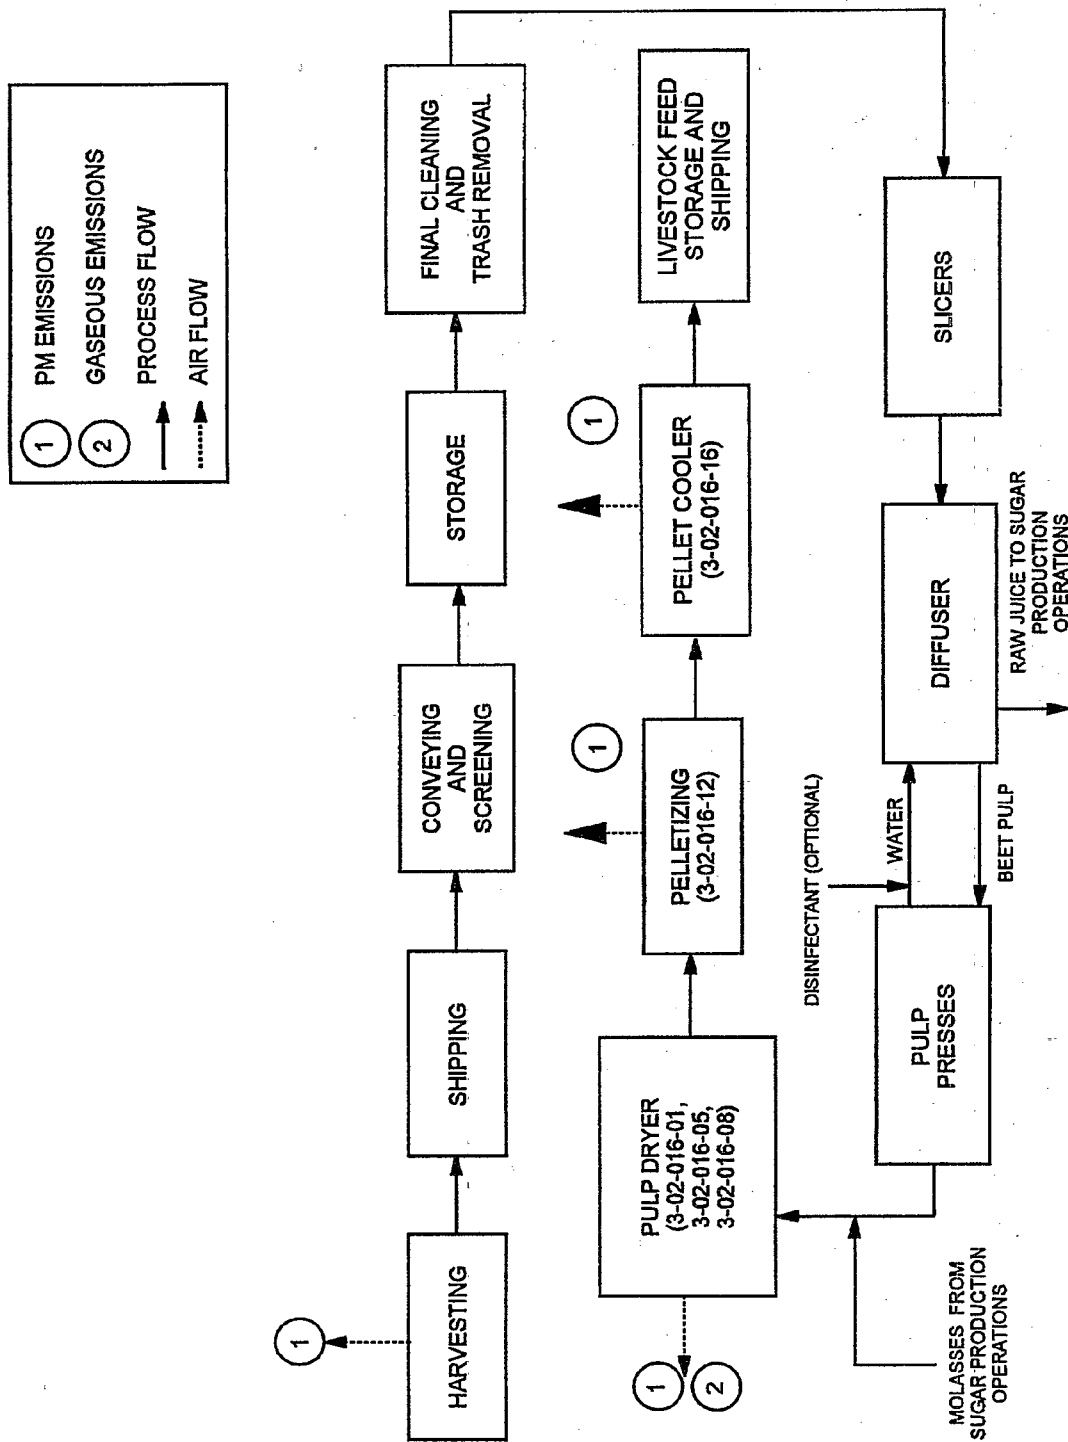 1
PM EMISSIONS
2
GASEOUS EMISSIONS
PROCESS FLOW
AIR FLOW
1
HARVESTING
SHIPPING
CONVEYING
AND
SCREENING
STORAGE
FINAL CLEANING
AND
TRASH REMOVAL
1
2
PULP DRYER
(3-02-016-01,
3-02-016-05,
3-02-016-08)
1
PELLETIZING
(3-02-016-12)
1
PELLET COOLER
(3-02-016-16)
LIVESTOCK FEED
STORAGE AND
SHIPPING
MOLASSES FROM
SUGAR PRODUCTION
OPERATIONS
PULP
PRESSES
DISINFECTANT (OPTIONAL)
WATER
BEET PULP
DIFFUSER
RAW JUICE TO SUGAR
PRODUCTION
OPERATIONS
SLICERS